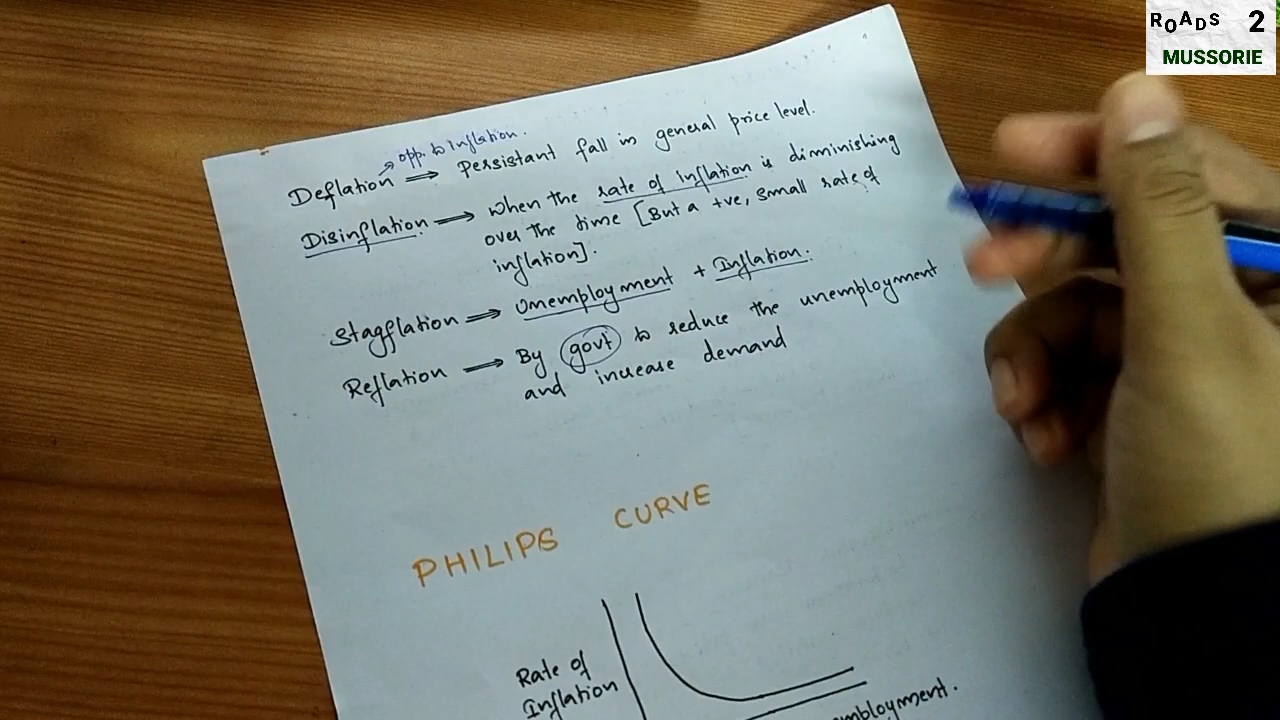 ROADS 2
MUSSORIE
opp. to inflation.
Deflation ⇒ Persistant fall in general price level.
Disinflation ⇒ When the rate of inflation is diminishing
over the time [But a +ve, small rate of
inflation].
Stagflation ⇒ Unemployment + Inflation.
Reflation ⇒ By govt to reduce the unemployment
and increase demand
PHILIPS CURVE
Rate of
Inflation